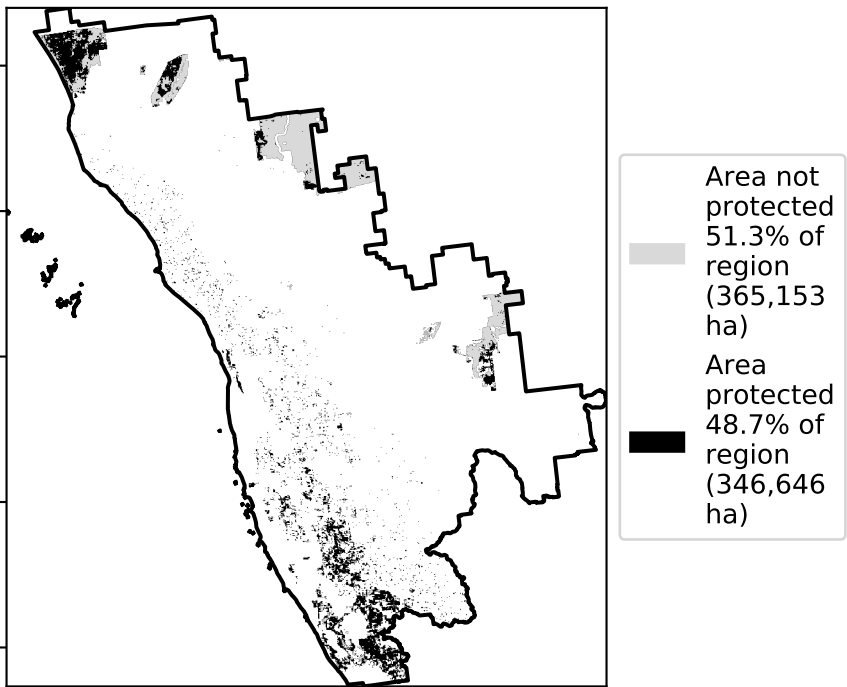 Area not
protected
51.3% of
region
(365,153
ha)
Area
protected
48.7% of
region
(346,646
ha)